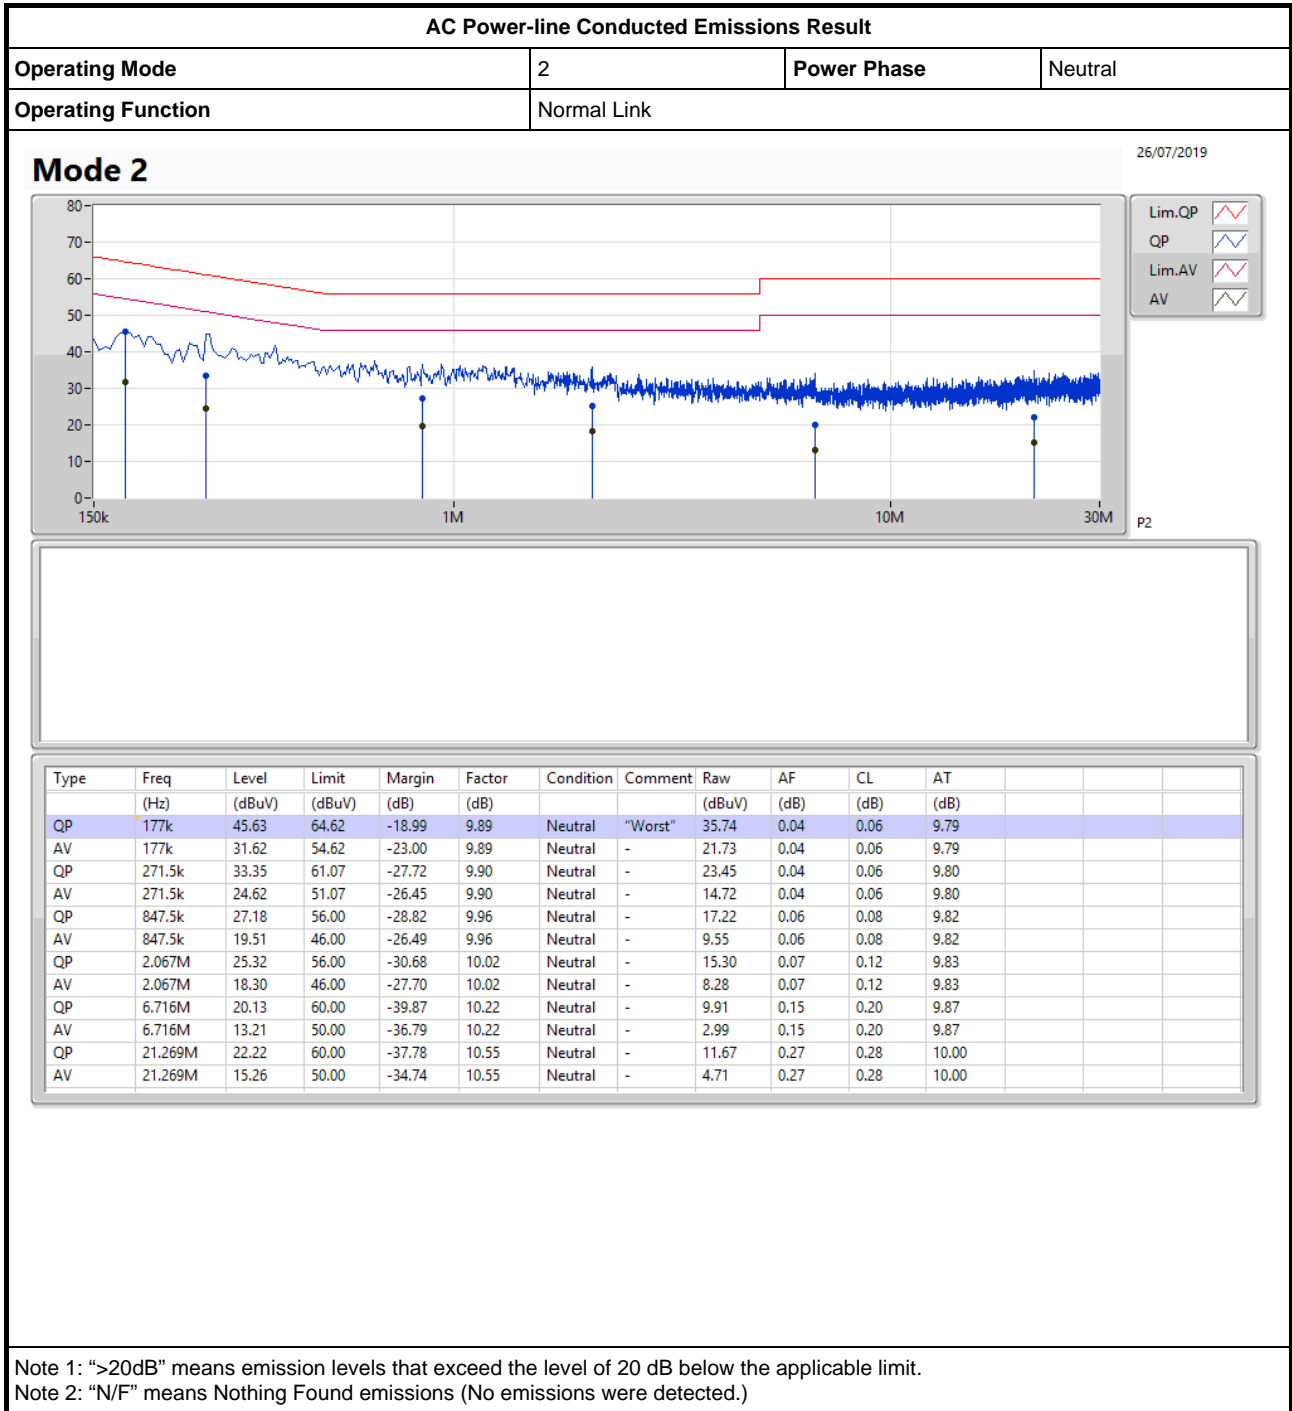 AC Power-line Conducted Emissions Result
Operating Mode 2 Power Phase Neutral
Operating Function Normal Link
26/07/2019
Mode 2
80
70
60
50
40
30
20
10
0
150k 1M 10M 30M
Lim.QP
QP
Lim.AV
AV
P2
Type Freq Level Limit Margin Factor Condition Comment Raw AF CL AT
(Hz) (dBuV) (dBuV) (dB) (dB) (dBuV) (dB) (dB) (dB)
QP 177k 45.63 64.62 -18.99 9.89 Neutral "Worst" 35.74 0.04 0.06 9.79
AV 177k 31.62 54.62 -23.00 9.89 Neutral - 21.73 0.04 0.06 9.79
QP 271.5k 33.35 61.07 -27.72 9.90 Neutral - 23.45 0.04 0.06 9.80
AV 271.5k 24.62 51.07 -26.45 9.90 Neutral - 14.72 0.04 0.06 9.80
QP 847.5k 27.18 56.00 -28.82 9.96 Neutral - 17.22 0.06 0.08 9.82
AV 847.5k 19.51 46.00 -26.49 9.96 Neutral - 9.55 0.06 0.08 9.82
QP 2.067M 25.32 56.00 -30.68 10.02 Neutral - 15.30 0.07 0.12 9.83
AV 2.067M 18.30 46.00 -27.70 10.02 Neutral - 8.28 0.07 0.12 9.83
QP 6.716M 20.13 60.00 -39.87 10.22 Neutral - 9.91 0.15 0.20 9.87
AV 6.716M 13.21 50.00 -36.79 10.22 Neutral - 2.99 0.15 0.20 9.87
QP 21.269M 22.22 60.00 -37.78 10.55 Neutral - 11.67 0.27 0.28 10.00
AV 21.269M 15.26 50.00 -34.74 10.55 Neutral - 4.71 0.27 0.28 10.00
Note 1: “>20dB” means emission levels that exceed the level of 20 dB below the applicable limit.
Note 2: “N/F” means Nothing Found emissions (No emissions were detected.)